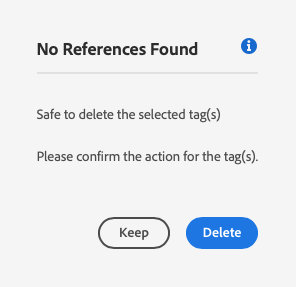 No References Found
Safe to delete the selected tag(s)
Please confirm the action for the tag(s).
Keep
Delete